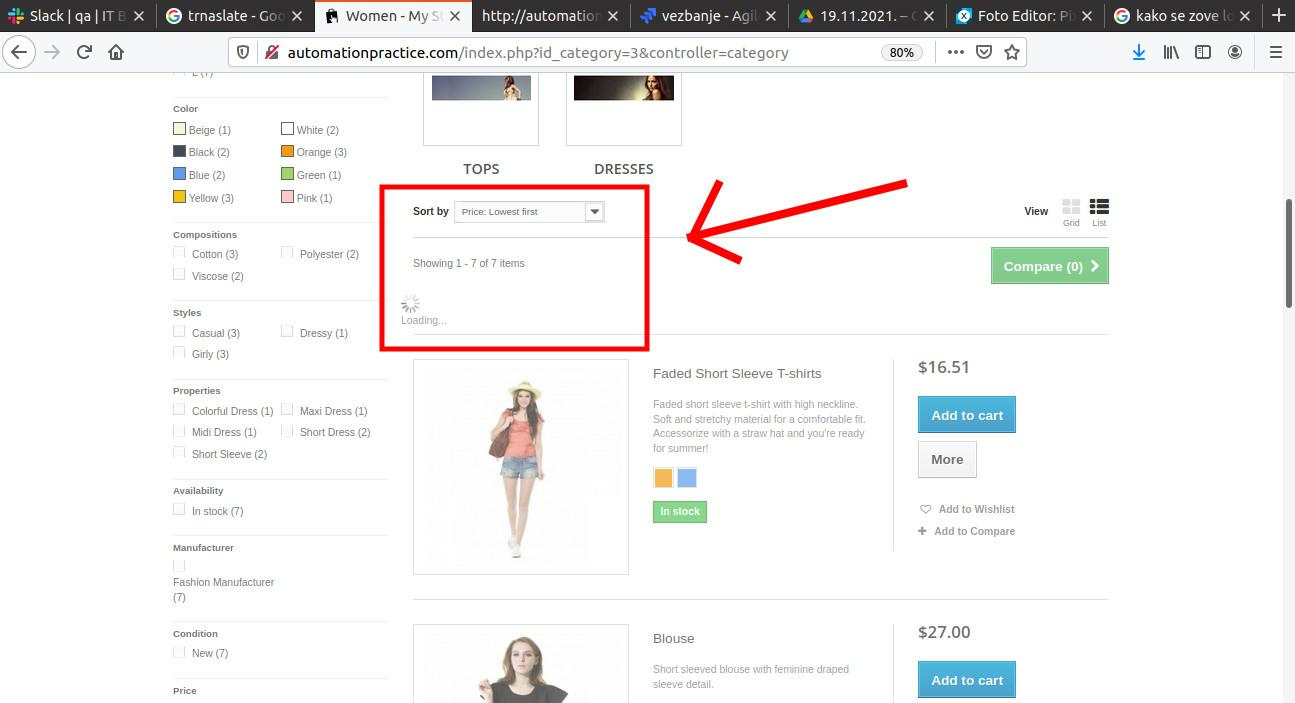 Slack | qa | IT B
trnaslate - Goo
Women - My S
http://automation
vezbanje - Agil
19.11.2021. –
Foto Editor: Pi
kako se zove lo
automationpractice.com/index.php?id_category=3&controller=category
80%
Color
Beige (1)
White (2)
Black (2)
Orange (3)
Blue (2)
Green (1)
Yellow (3)
Pink (1)
Compositions
Cotton (3)
Polyester (2)
Viscose (2)
Styles
Casual (3)
Dressy (1)
Girly (3)
Properties
Colorful Dress (1)
Maxi Dress (1)
Midi Dress (1)
Short Dress (2)
Short Sleeve (2)
Availability
In stock (7)
Manufacturer
Fashion Manufacturer
(7)
Condition
New (7)
Price
TOPS
DRESSES
Sort by
Price: Lowest first
View
Grid
List
Showing 1 - 7 of 7 items
Compare (0)
Loading...
Faded Short Sleeve T-shirts
Faded short sleeve t-shirt with high neckline.
Soft and stretchy material for a comfortable fit.
Accessorize with a straw hat and you're ready
for summer!
In stock
$16.51
Add to cart
More
Add to Wishlist
Add to Compare
Blouse
Short sleeved blouse with feminine draped
sleeve detail.
$27.00
Add to cart